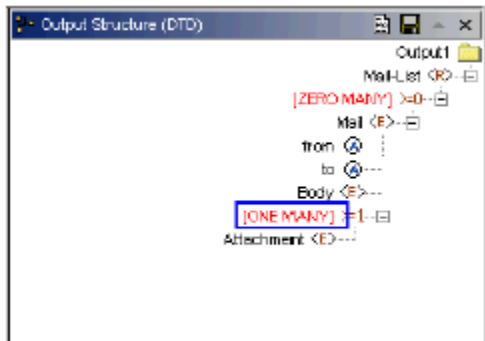 Output Structure (DTD)
Output1
Mail-List <R>
[ZERO MANY] >=0
Mail <E>
from A
to A
Body <E>
[ONE MANY] >=1
Attachment <E>